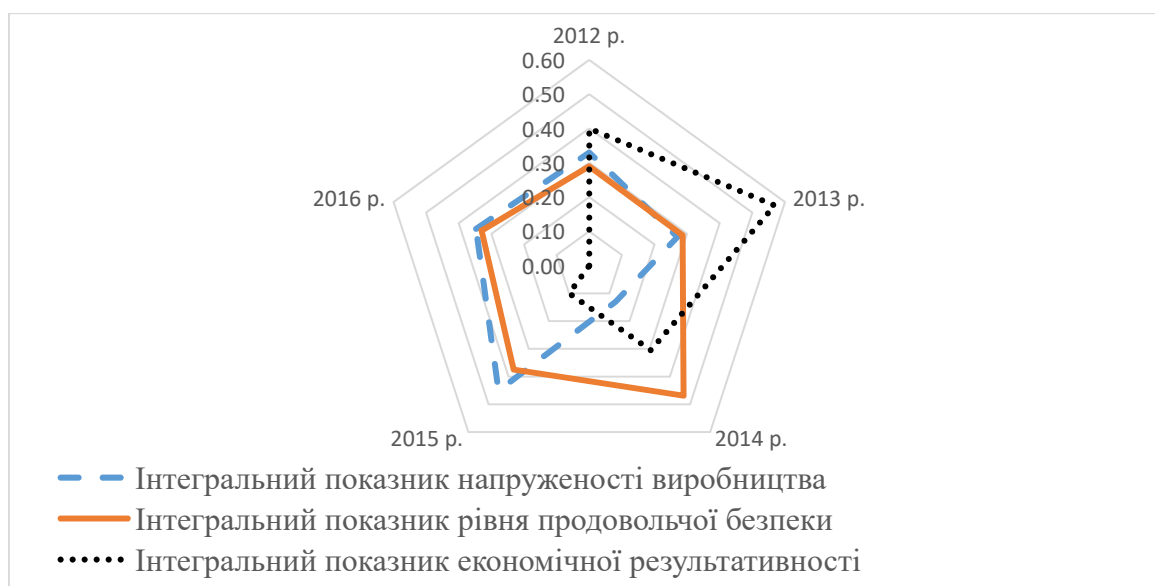 2012 р.
0.60
0.50
0.40
0.30
0.20
0.10
0.00
2016 р.
2013 р.
2015 р.
2014 р.
Інтегральний показник напруженості виробництва
Інтегральний показник рівня продовольчої безпеки
Інтегральний показник економічної результативності